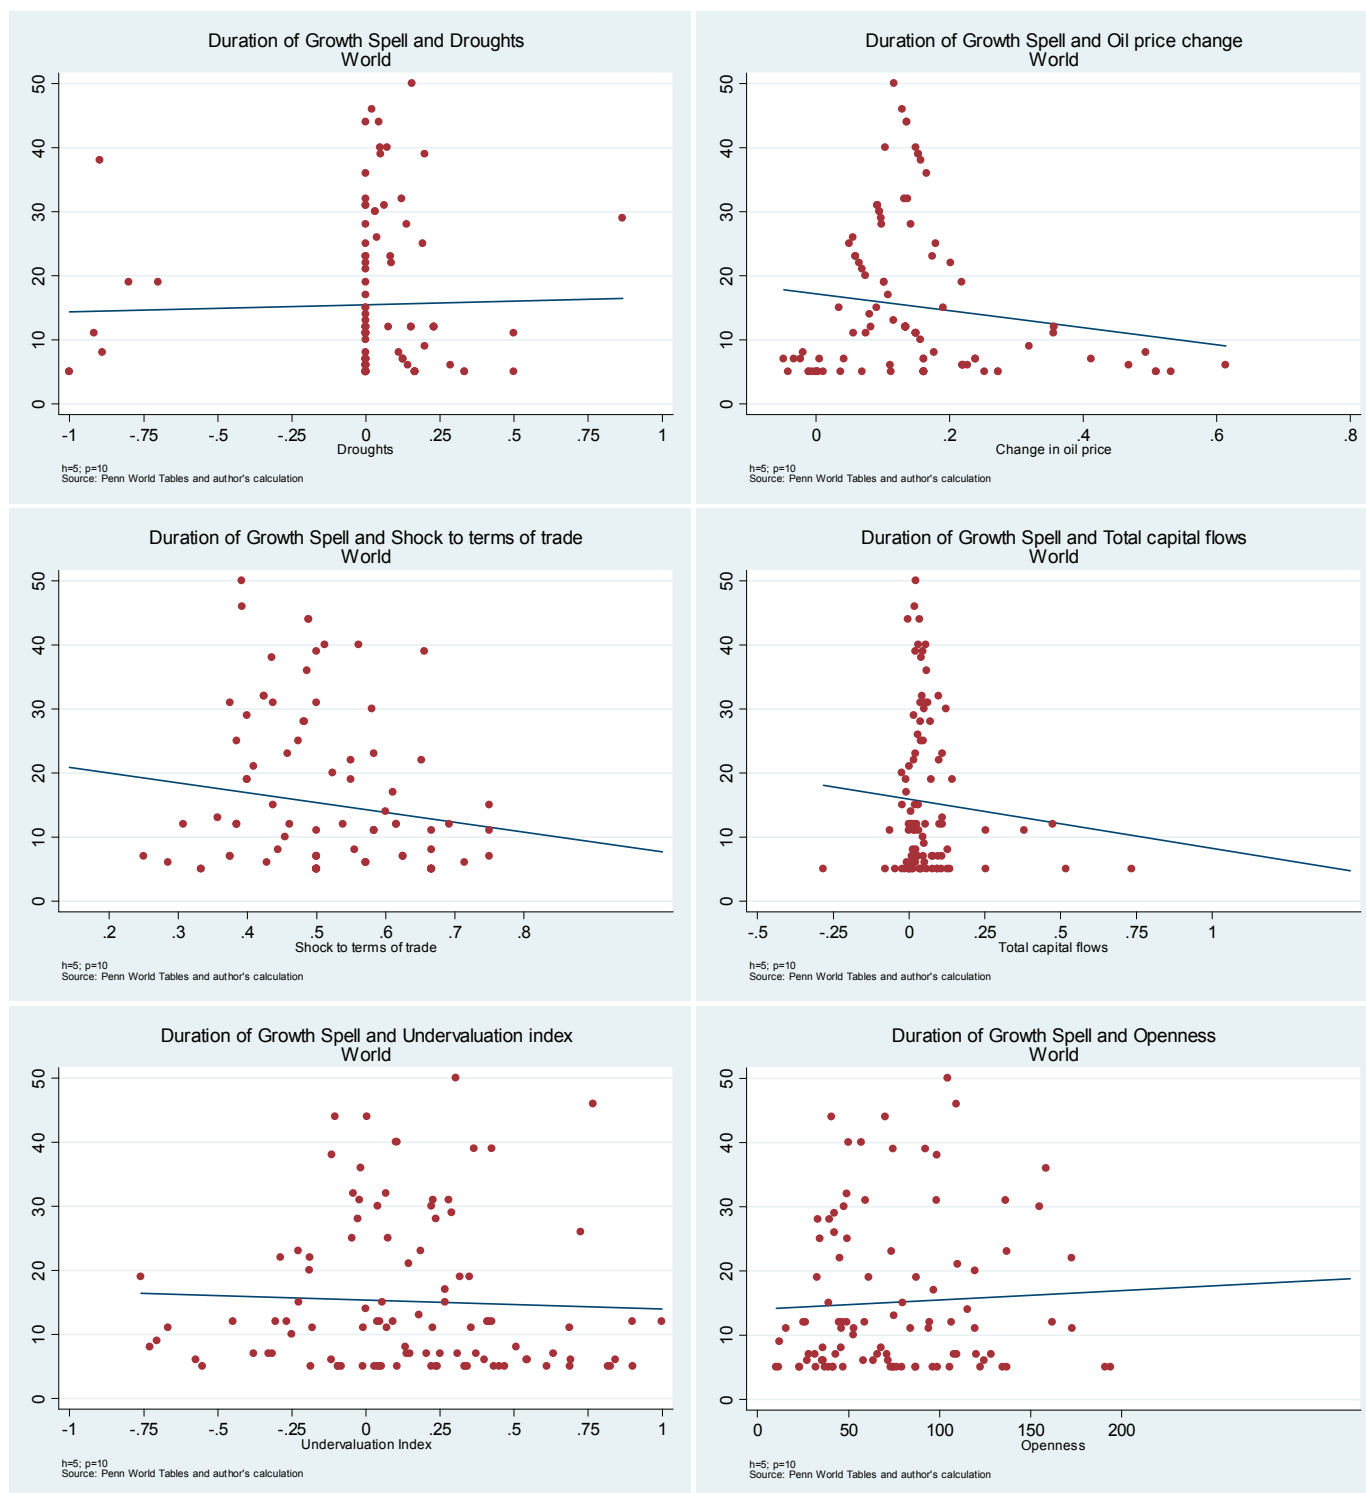 Duration of Growth Spell and Droughts
World
50
40
30
20
10
0
-1 -.75 -.5 -.25 0 .25 .5 .75 1
Droughts
h=5; p=10
Source: Penn World Tables and author's calculation
Duration of Growth Spell and Oil price change
World
50
40
30
20
10
0
0 .2 .4 .6 .8
Change in oil price
h=5; p=10
Source: Penn World Tables and author's calculation
Duration of Growth Spell and Shock to terms of trade
World
50
40
30
20
10
0
.2 .3 .4 .5 .6 .7 .8
Shock to terms of trade
h=5; p=10
Source: Penn World Tables and author's calculation
Duration of Growth Spell and Total capital flows
World
50
40
30
20
10
0
-.5 -.25 0 .25 .5 .75 1
Total capital flows
h=5; p=10
Source: Penn World Tables and author's calculation
Duration of Growth Spell and Undervaluation index
World
50
40
30
20
10
0
-1 -.75 -.5 -.25 0 .25 .5 .75 1
Undervaluation Index
h=5; p=10
Source: Penn World Tables and author's calculation
Duration of Growth Spell and Openness
World
50
40
30
20
10
0
0 50 100 150 200
Openness
h=5; p=10
Source: Penn World Tables and author's calculation